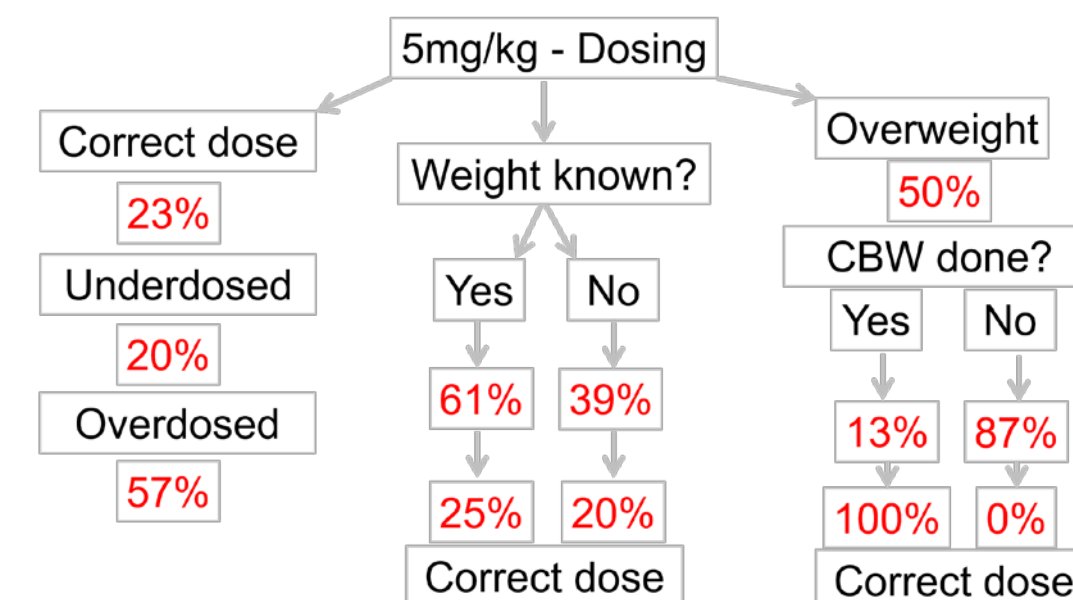 5mg/kg - Dosing
Correct dose
23%
Underdosed
20%
Overdosed
57%
Weight known?
Yes No
61% 39%
25% 20%
Correct dose
Overweight
50%
CBW done?
Yes No
13% 87%
100% 0%
Correct dose